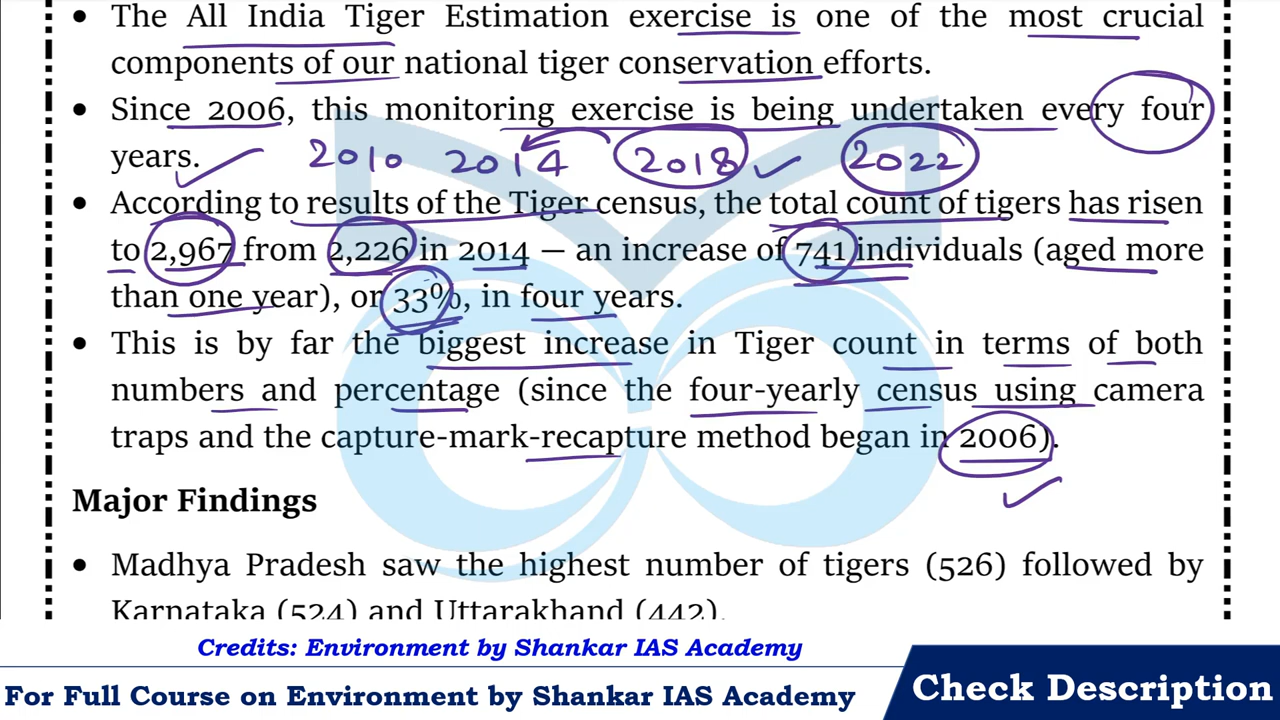 • The All India Tiger Estimation exercise is one of the most crucial
components of our national tiger conservation efforts.
• Since 2006, this monitoring exercise is being undertaken every four
years. 2010 2014 2018 2022
• According to results of the Tiger census, the total count of tigers has risen
to 2,967 from 2,226 in 2014 – an increase of 741 individuals (aged more
than one year), or 33%, in four years.
• This is by far the biggest increase in Tiger count in terms of both
numbers and percentage (since the four-yearly census using camera
traps and the capture-mark-recapture method began in 2006).
Major Findings
• Madhya Pradesh saw the highest number of tigers (526) followed by
Karnataka (524) and Uttarakhand (442).
Credits: Environment by Shankar IAS Academy
For Full Course on Environment by Shankar IAS Academy
Check Description